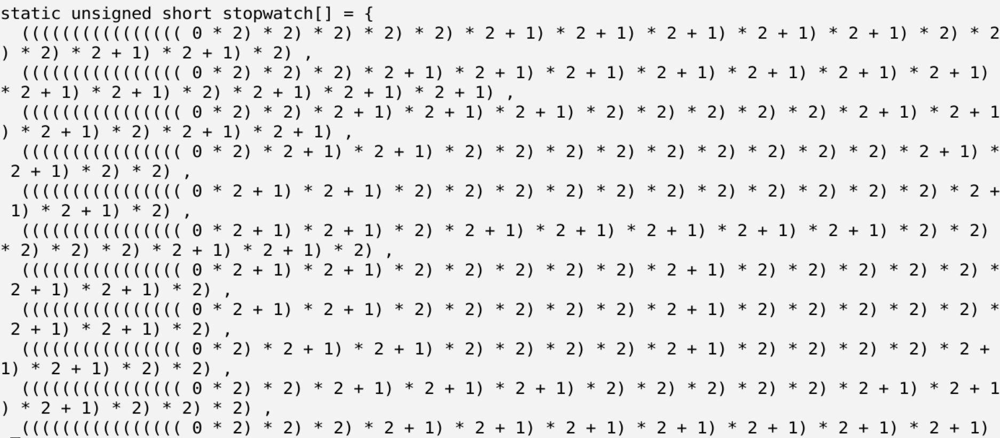 static unsigned short stopwatch[] = {
  (((((((((((((((( 0 * 2) * 2) * 2) * 2) * 2) * 2 + 1) * 2 + 1) * 2 + 1) * 2 + 1) * 2 + 1) * 2) * 2
) * 2) * 2 + 1) * 2 + 1) * 2) ,
  (((((((((((((((( 0 * 2) * 2) * 2) * 2 + 1) * 2 + 1) * 2 + 1) * 2 + 1) * 2 + 1) * 2 + 1) * 2 + 1)
* 2 + 1) * 2 + 1) * 2) * 2 + 1) * 2 + 1) * 2 + 1) ,
  (((((((((((((((( 0 * 2) * 2) * 2 + 1) * 2 + 1) * 2 + 1) * 2) * 2) * 2) * 2) * 2) * 2 + 1) * 2 + 1
) * 2 + 1) * 2) * 2 + 1) * 2 + 1) ,
  (((((((((((((((( 0 * 2) * 2 + 1) * 2 + 1) * 2) * 2) * 2) * 2) * 2) * 2) * 2) * 2) * 2) * 2 + 1) *
 2 + 1) * 2) * 2) ,
  (((((((((((((((( 0 * 2 + 1) * 2 + 1) * 2) * 2) * 2) * 2) * 2) * 2) * 2) * 2) * 2) * 2) * 2) * 2 +
 1) * 2 + 1) * 2) ,
  (((((((((((((((( 0 * 2 + 1) * 2 + 1) * 2) * 2 + 1) * 2 + 1) * 2 + 1) * 2 + 1) * 2 + 1) * 2) * 2)
* 2) * 2) * 2) * 2 + 1) * 2 + 1) * 2) ,
  (((((((((((((((( 0 * 2 + 1) * 2 + 1) * 2) * 2) * 2) * 2) * 2) * 2 + 1) * 2) * 2) * 2) * 2) * 2) *
 2 + 1) * 2 + 1) * 2) ,
  (((((((((((((((( 0 * 2 + 1) * 2 + 1) * 2) * 2) * 2) * 2) * 2) * 2 + 1) * 2) * 2) * 2) * 2) * 2) *
 2 + 1) * 2 + 1) * 2) ,
  (((((((((((((((( 0 * 2) * 2 + 1) * 2 + 1) * 2) * 2) * 2) * 2) * 2 + 1) * 2) * 2) * 2) * 2) * 2 +
1) * 2 + 1) * 2) * 2) ,
  (((((((((((((((( 0 * 2) * 2) * 2 + 1) * 2 + 1) * 2 + 1) * 2) * 2) * 2) * 2) * 2) * 2 + 1) * 2 + 1
) * 2 + 1) * 2) * 2) * 2) ,
 _(((((((((((((((( 0 * 2) * 2) * 2) * 2 + 1) * 2 + 1) * 2 + 1) * 2 + 1) * 2 + 1) * 2 + 1) * 2 + 1)